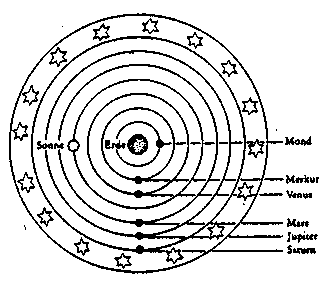 Mond
Sonne Erde
Merkur
Venus
Mars
Jupiter
Saturn